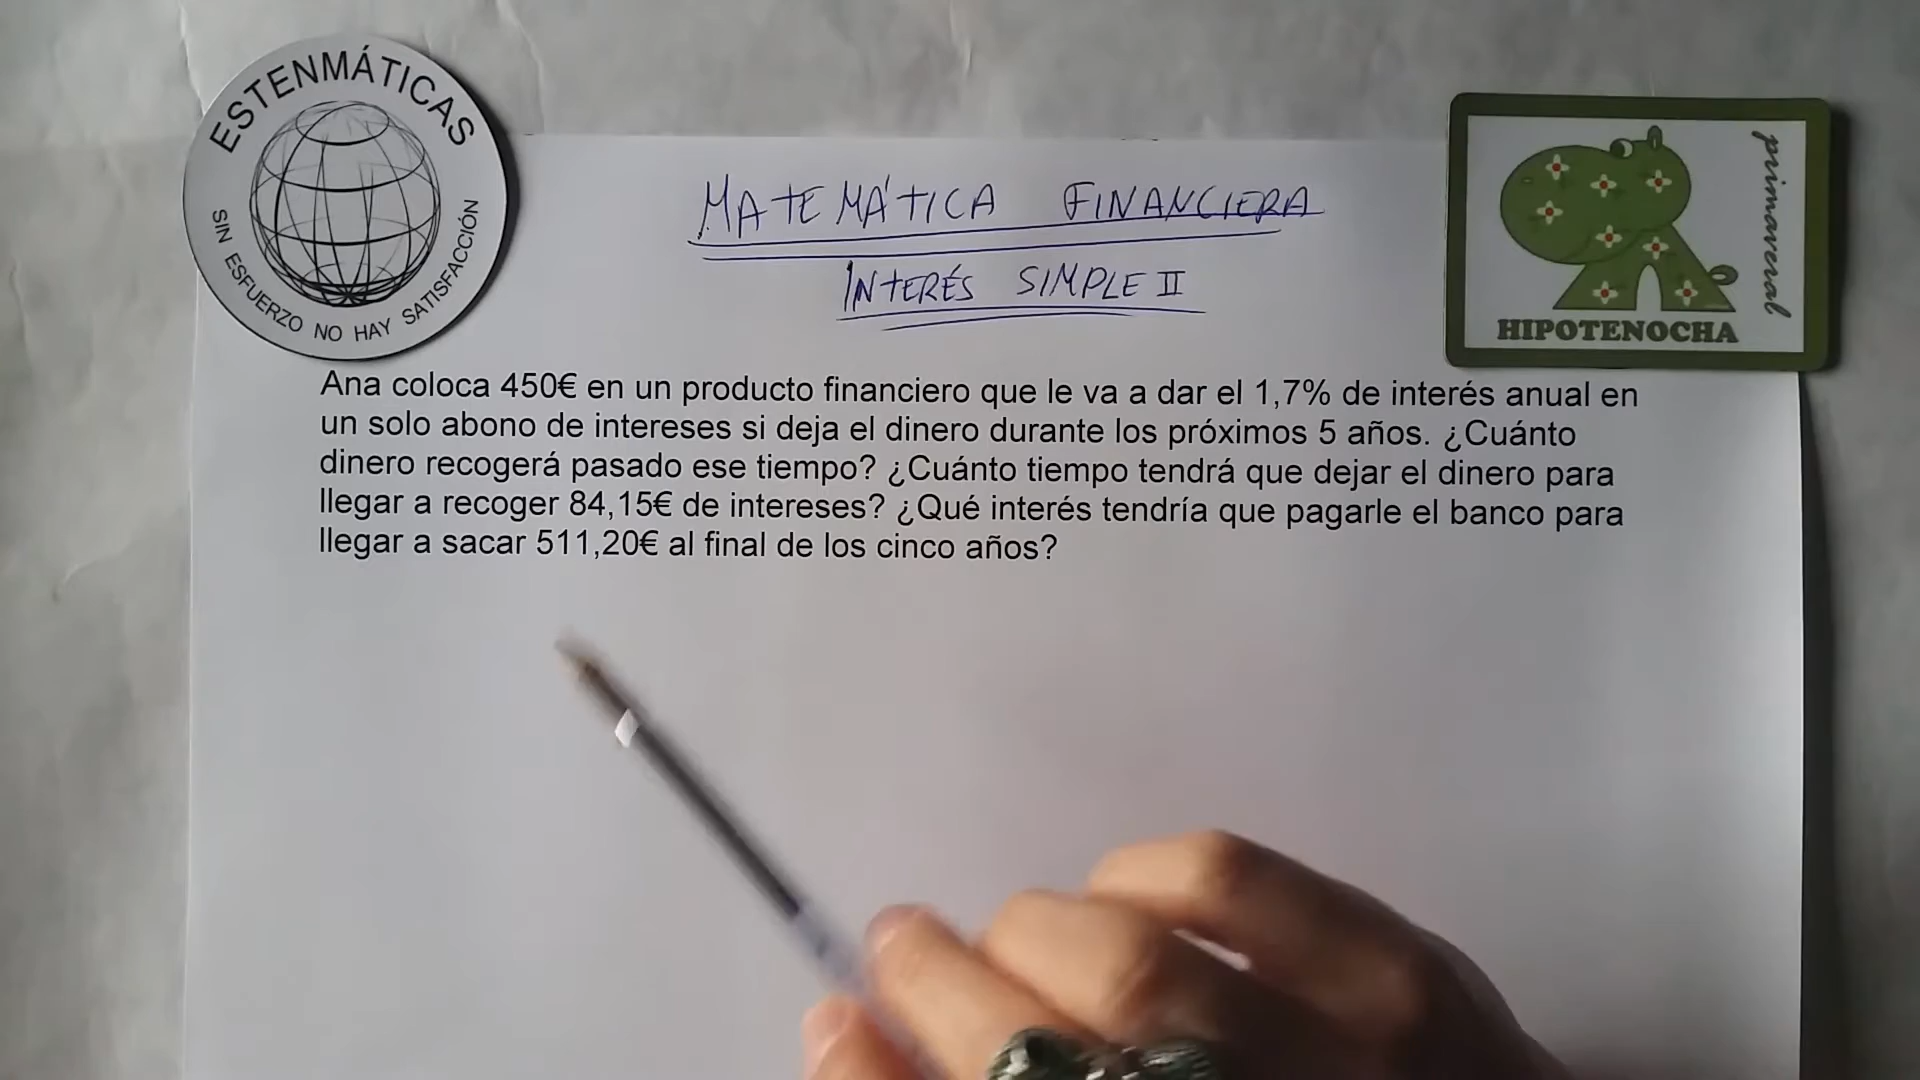 ESTENMÁTICAS
SIN ESFUERZO NO HAY SATISFACCIÓN
MATEMÁTICA FINANCIERA
INTERÉS SIMPLE II
primaveral
HIPOTENOCHA
Ana coloca 450€ en un producto financiero que le va a dar el 1,7% de interés anual en
un solo abono de intereses si deja el dinero durante los próximos 5 años. ¿Cuánto
dinero recogerá pasado ese tiempo? ¿Cuánto tiempo tendrá que dejar el dinero para
llegar a recoger 84,15€ de intereses? ¿Qué interés tendría que pagarle el banco para
llegar a sacar 511,20€ al final de los cinco años?